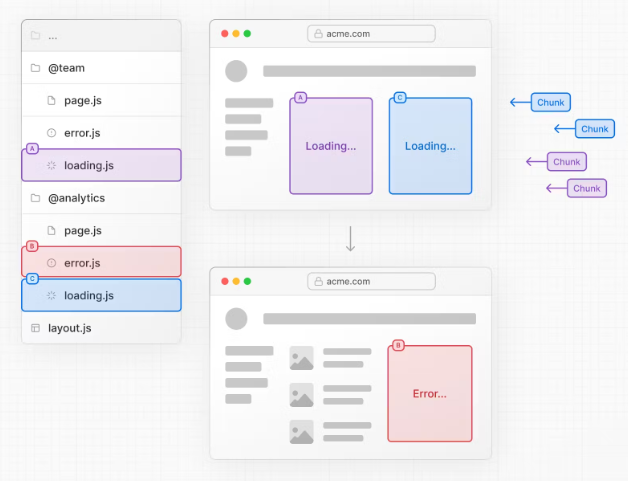 ...
@team
page.js
error.js
A
loading.js
@analytics
page.js
B
error.js
C
loading.js
layout.js
acme.com
A
Loading...
C
Loading...
Chunk
Chunk
Chunk
Chunk
acme.com
B
Error...